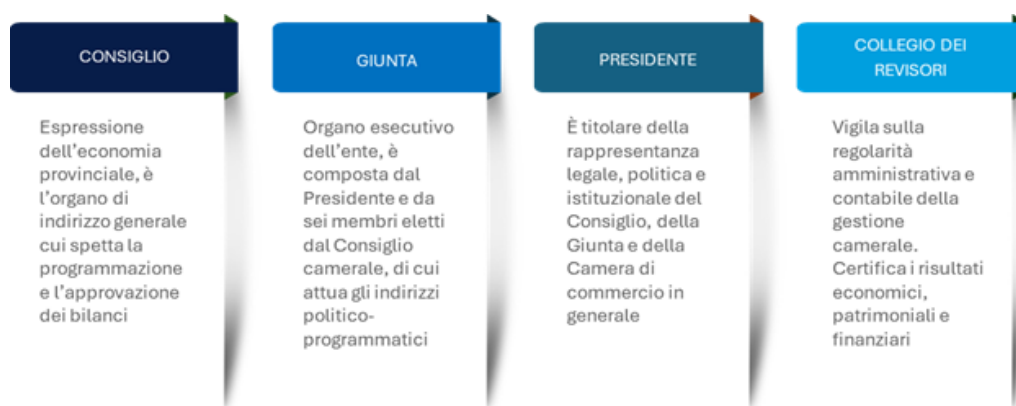 CONSIGLIO
Espressione
dell’economia
provinciale, è
l’organo di
indirizzo generale
cui spetta la
programmazione
e l’approvazione
dei bilanci
GIUNTA
Organo esecutivo
dell’ente, è
composta dal
Presidente e da
sei membri eletti
dal Consiglio
camerale, di cui
attua gli indirizzi
politico-
programmatici
PRESIDENTE
È titolare della
rappresentanza
legale, politica e
istituzionale del
Consiglio, della
Giunta e della
Camera di
commercio in
generale
COLLEGIO DEI
REVISORI
Vigila sulla
regolarità
amministrativa e
contabile della
gestione
camerale.
Certifica i risultati
economici,
patrimoniali e
finanziari